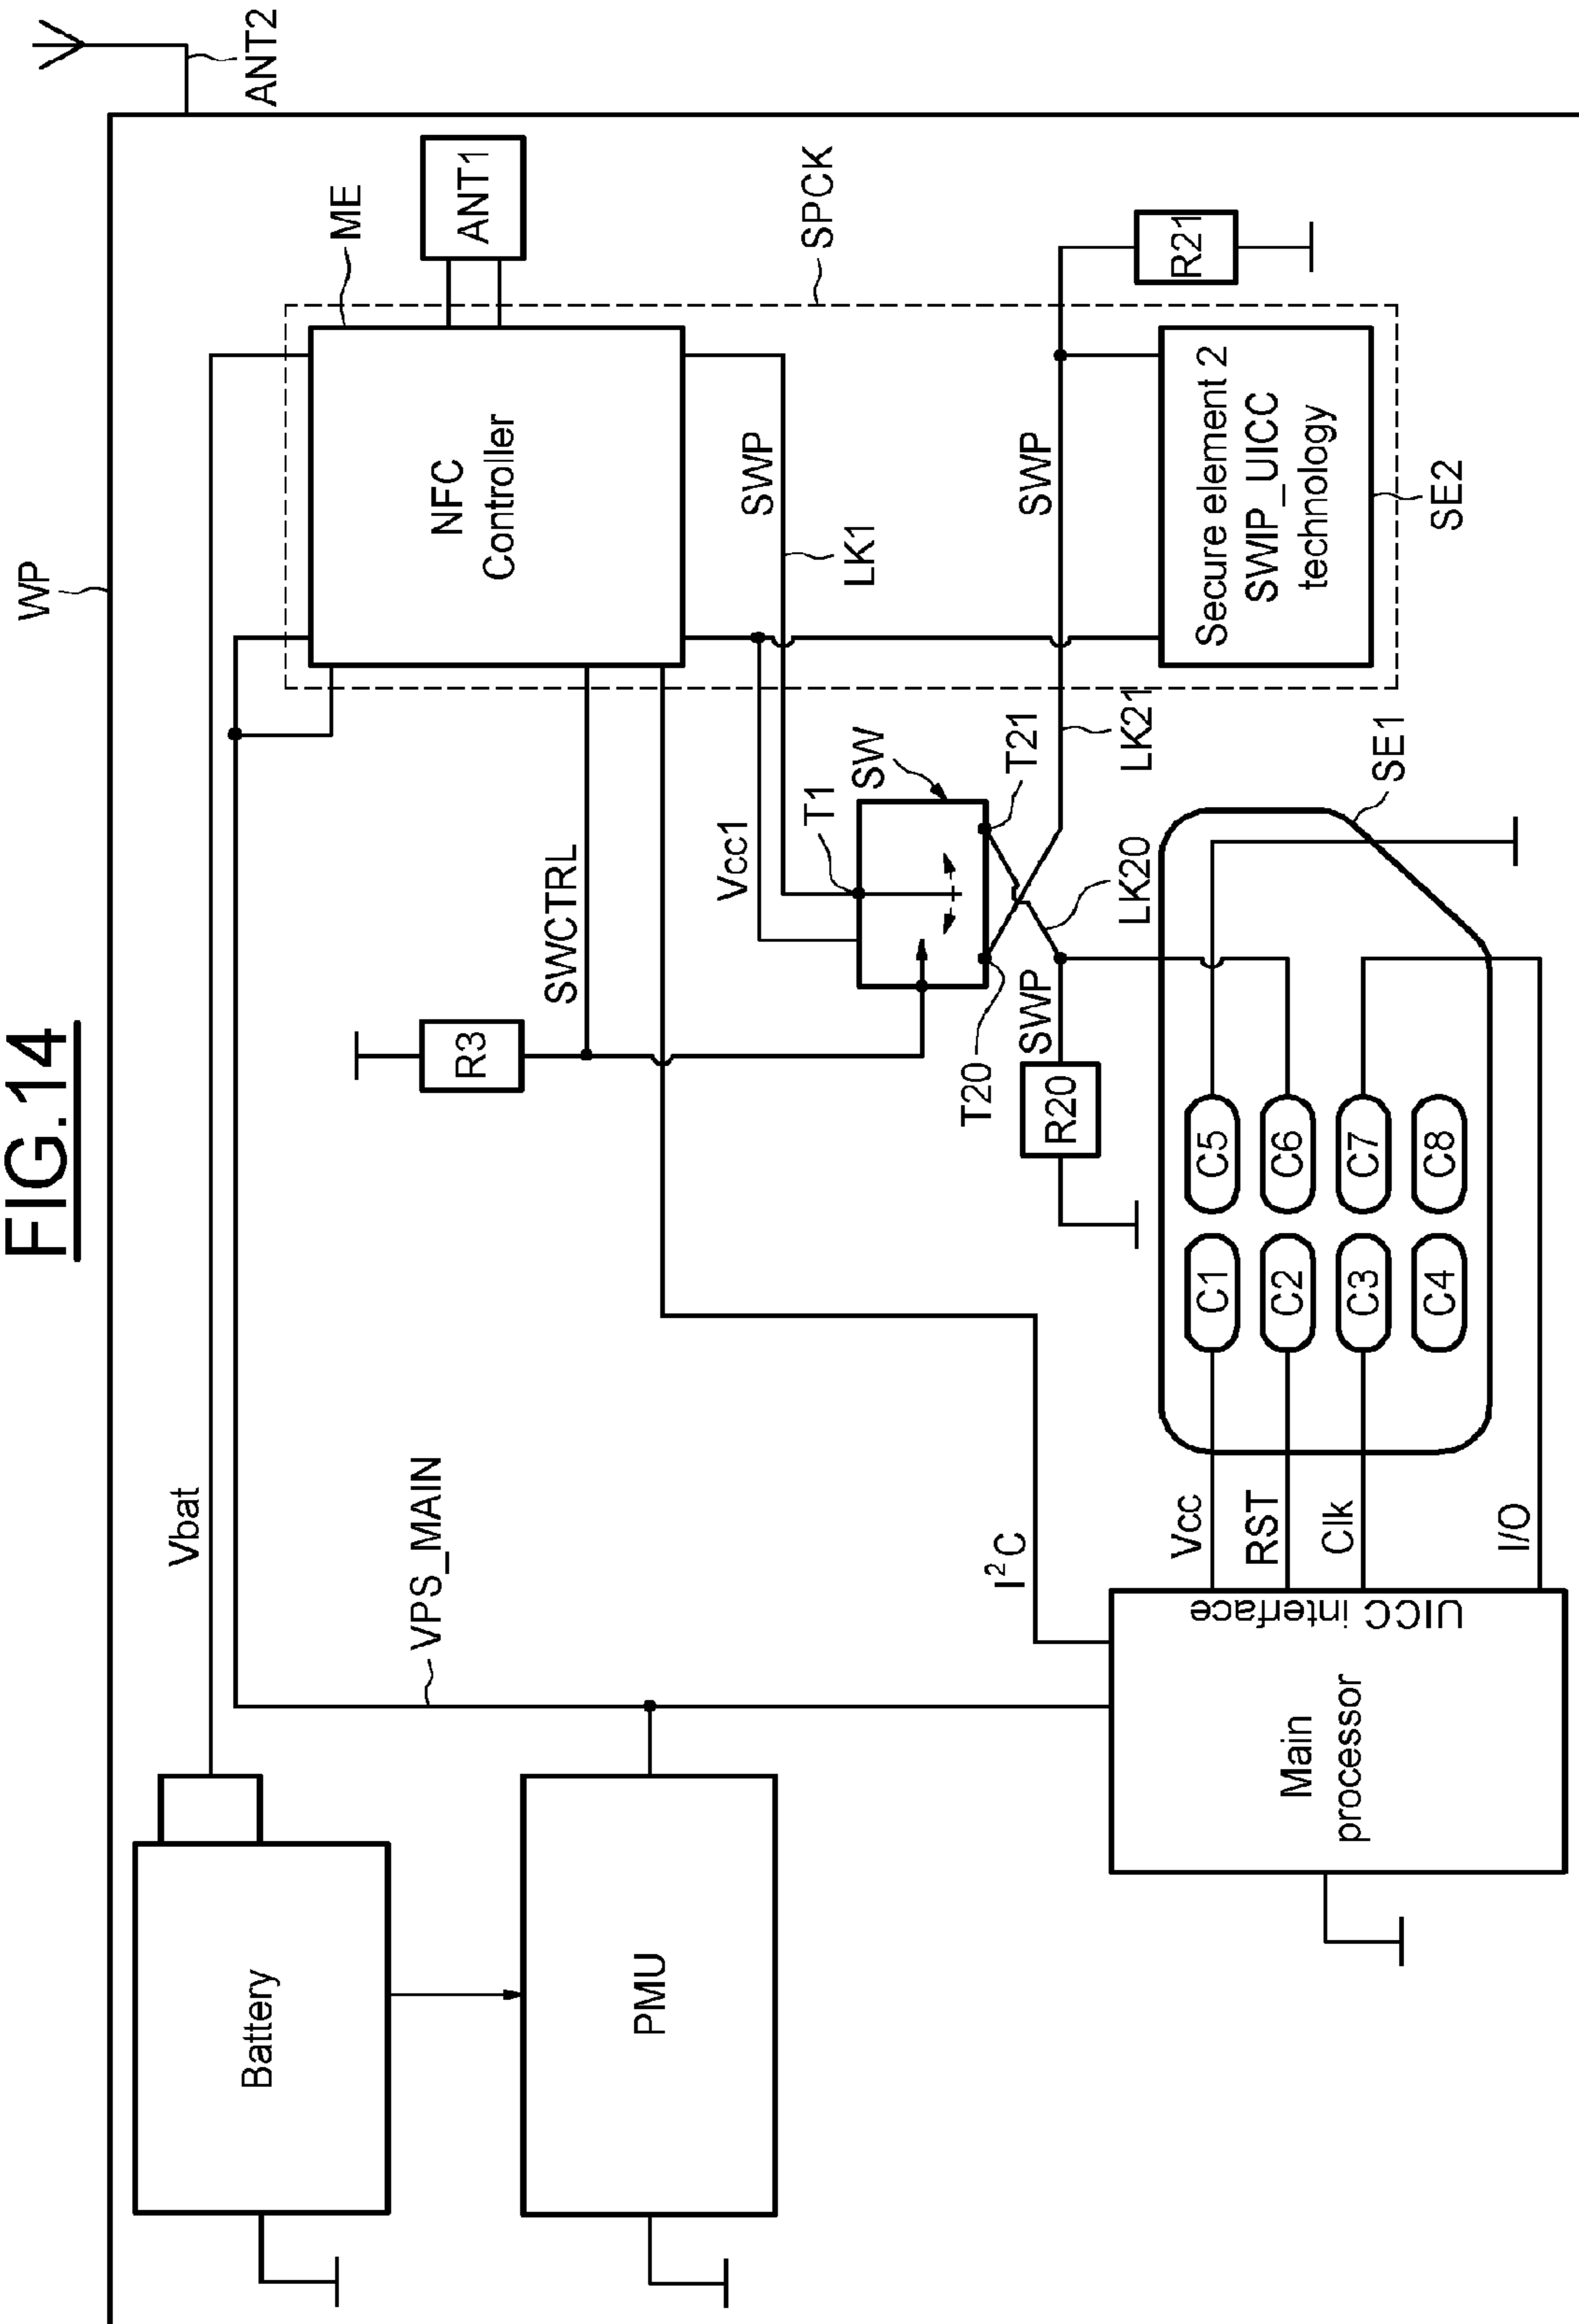 FIG.14
WP
ANT2
Vbat
ME
ANT1
NFC
Controller
SPCK
VPS_MAIN
Battery
PMU
R3
SWCTRL
Vcc1
T1
SW
SWP
LK1
SWP
R21
T20
T21
SWP
R20
LK20
LK21
I²C
Secure element 2
SWIP_UICC
technology
SE2
SE1
Main
processor
UICC interface
Vcc
RST
Clk
I/O
C1
C5
C2
C6
C3
C7
C4
C8